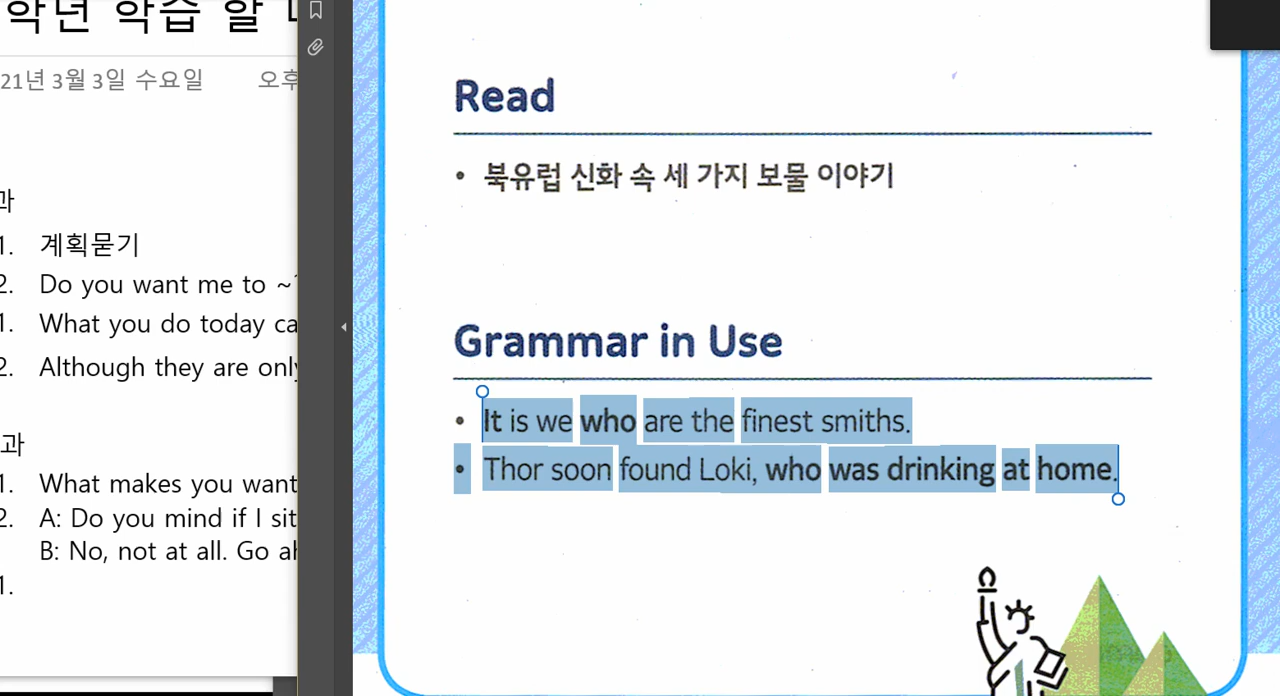 학년 학습 할
21년 3월 3일 수요일 오후
과
1. 계획묻기
2. Do you want me to ~
1. What you do today
2. Although they are only
과
1. What makes you want
2. A: Do you mind if I sit
B: No, not at all. Go
1.
Read
• 북유럽 신화 속 세 가지 보물 이야기
Grammar in Use
• It is we who are the finest smiths.
• Thor soon found Loki, who was drinking at home.